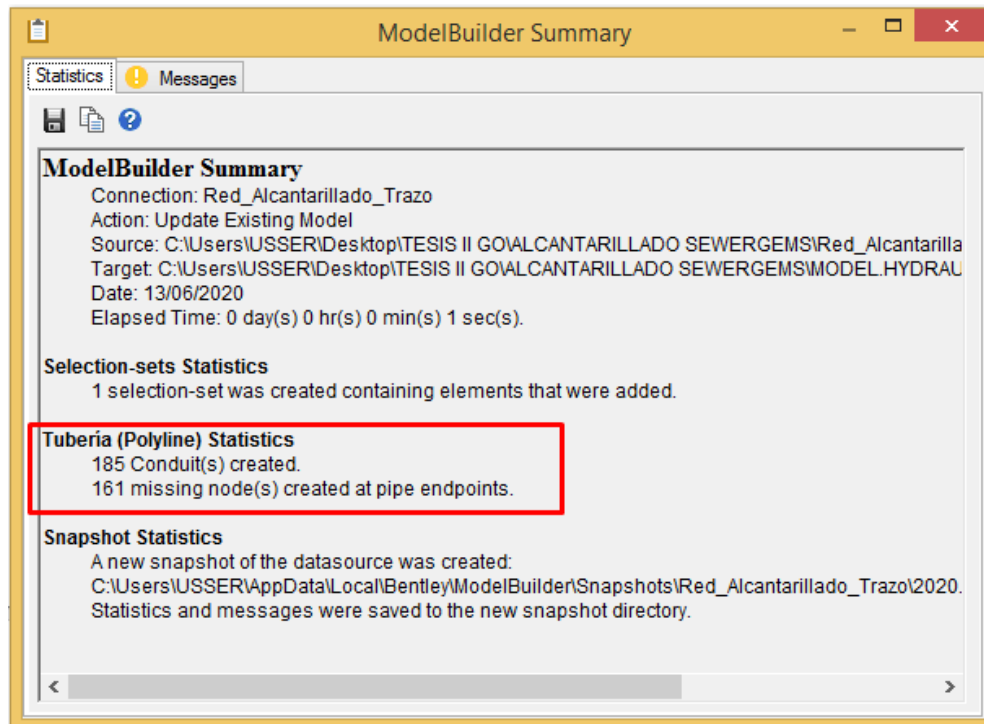 ModelBuilder Summary
Statistics
Messages
ModelBuilder Summary
Connection: Red_Alcantarillado_Trazo
Action: Update Existing Model
Source: C:\Users\USSER\Desktop\TESIS II GO\ALCANTARILLADO SEWERGEMS\Red_Alcantarilla
Target: C:\Users\USSER\Desktop\TESIS II GO\ALCANTARILLADO SEWERGEMS\MODEL.HYDRAU
Date: 13/06/2020
Elapsed Time: 0 day(s) 0 hr(s) 0 min(s) 1 sec(s).
Selection-sets Statistics
1 selection-set was created containing elements that were added.
Tubería (Polyline) Statistics
185 Conduit(s) created.
161 missing node(s) created at pipe endpoints.
Snapshot Statistics
A new snapshot of the datasource was created:
C:\Users\USSER\AppData\Local\Bentley\ModelBuilder\Snapshots\Red_Alcantarillado_Trazo\2020.
Statistics and messages were saved to the new snapshot directory.